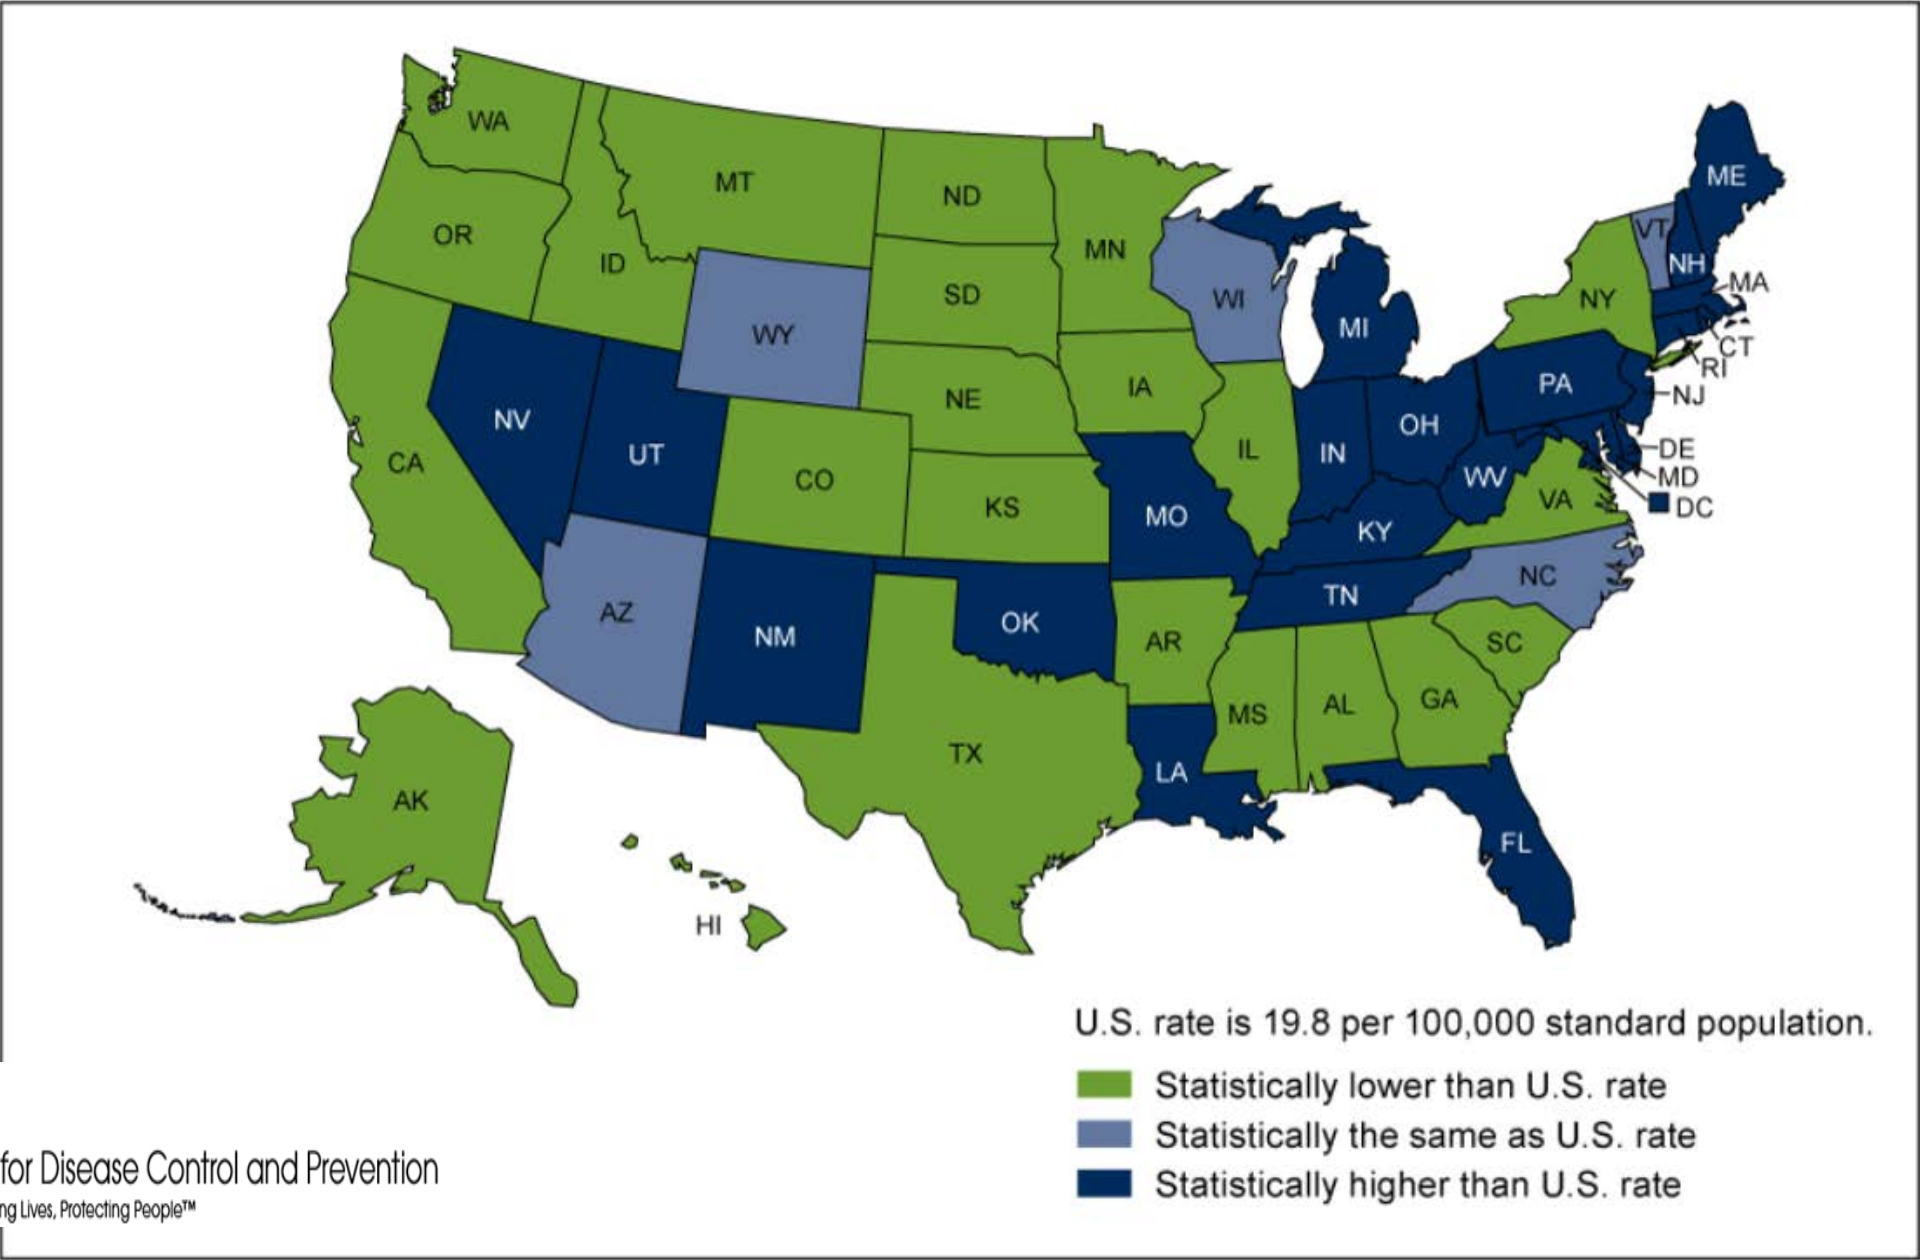 WA
MT
ND
ME
OR
ID
MN
VT
NH
SD
WI
NY
MA
WY
MI
CT
RI
NE
IA
PA
NJ
NV
OH
UT
IL
IN
DE
CA
CO
WV
MD
KS
MO
VA
DC
KY
NC
AZ
TN
NM
OK
AR
SC
MS
AL
GA
TX
LA
AK
FL
HI
U.S. rate is 19.8 per 100,000 standard population.
Statistically lower than U.S. rate
Statistically the same as U.S. rate
Statistically higher than U.S. rate
for Disease Control and Prevention
ng Lives, Protecting People™